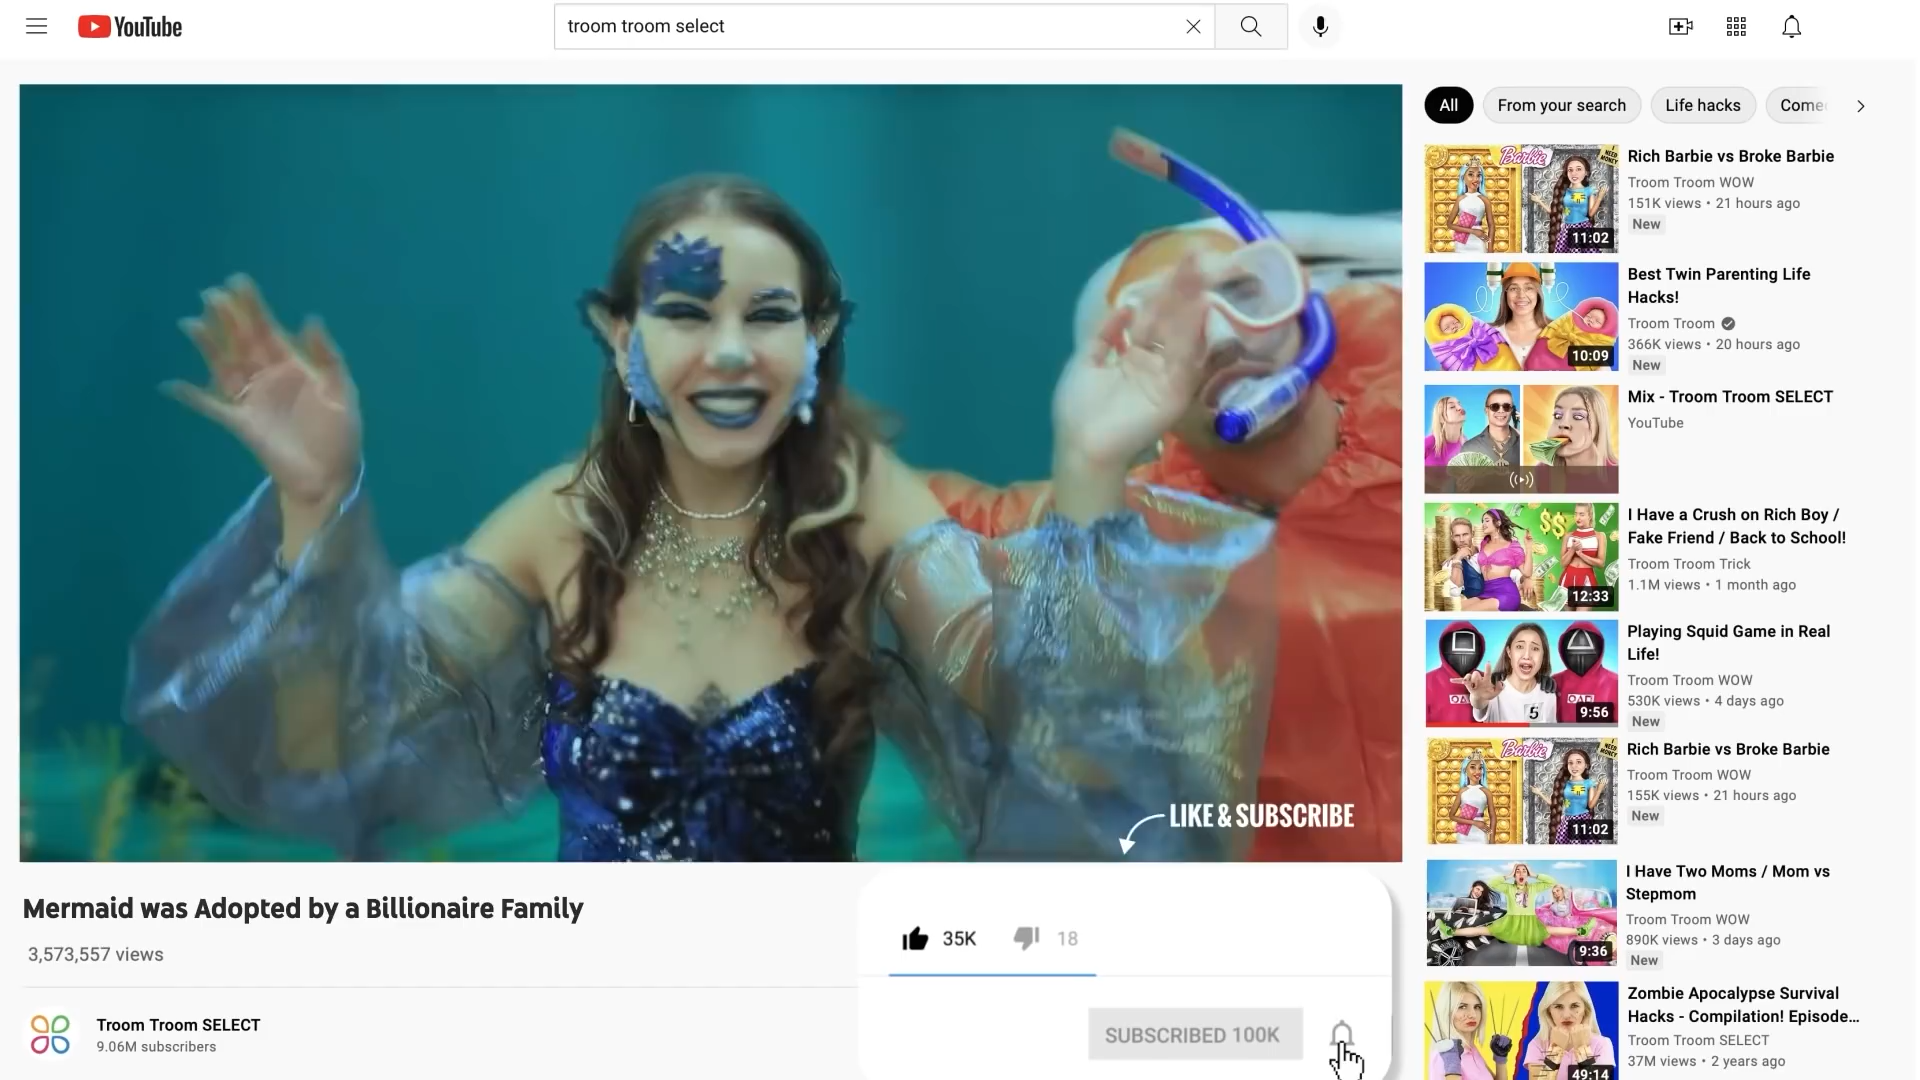 YouTube
troom troom select
LIKE & SUBSCRIBE
Mermaid was Adopted by a Billionaire Family
3,573,557 views
35K
18
Troom Troom SELECT
9.06M subscribers
SUBSCRIBED 100K
All
From your search
Life hacks
Come
Barbie
NEED MONEY
11:02
Rich Barbie vs Broke Barbie
Troom Troom WOW
151K views • 21 hours ago
New
10:09
Best Twin Parenting Life
Hacks!
Troom Troom
366K views • 20 hours ago
New
Mix - Troom Troom SELECT
YouTube
$$
12:33
I Have a Crush on Rich Boy /
Fake Friend / Back to School!
Troom Troom Trick
1.1M views • 1 month ago
5
9:56
Playing Squid Game in Real
Life!
Troom Troom WOW
530K views • 4 days ago
New
Barbie
I NEED MONEY
11:02
Rich Barbie vs Broke Barbie
Troom Troom WOW
155K views • 21 hours ago
New
9:36
I Have Two Moms / Mom vs
Stepmom
Troom Troom WOW
890K views • 3 days ago
New
49:14
Zombie Apocalypse Survival
Hacks - Compilation! Episode...
Troom Troom SELECT
37M views • 2 years ago